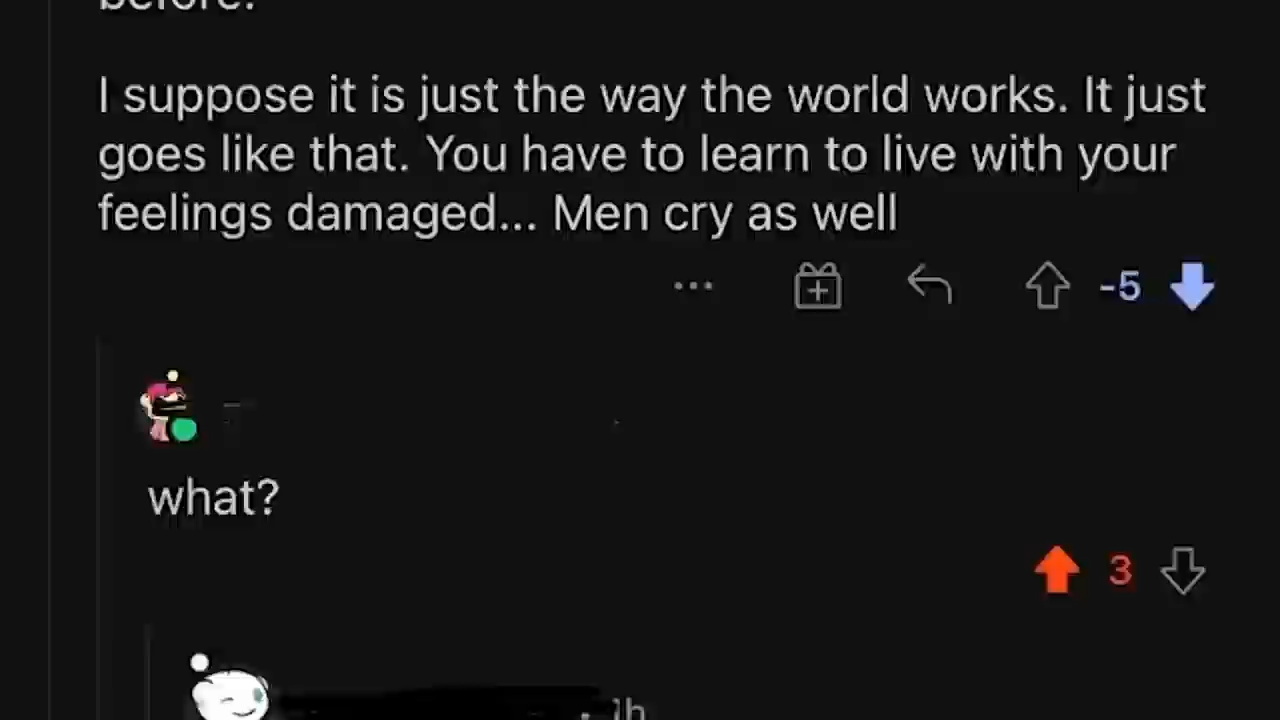 before.
I suppose it is just the way the world works. It just
goes like that. You have to learn to live with your
feelings damaged... Men cry as well
-5
what?
3